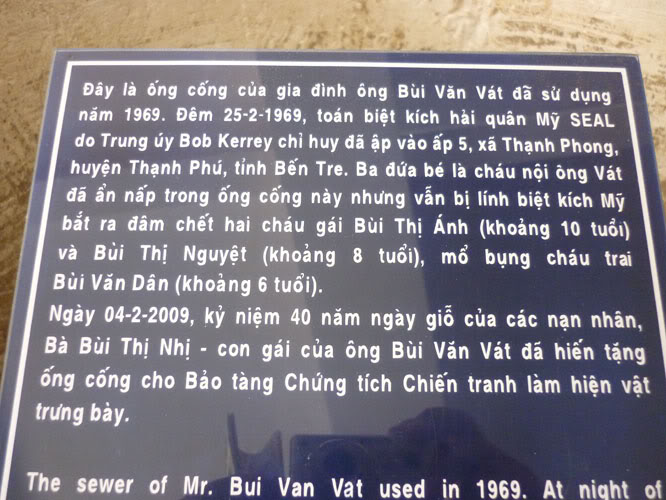 Đây là ống cống của gia đình ông Bùi Văn Vát đã sử dụng
năm 1969. Đêm 25-2-1969, toán biệt kích hải quân Mỹ SEAL
do Trung úy Bob Kerrey chỉ huy đã ập vào ấp 5, xã Thạnh Phong,
huyện Thạnh Phú, tỉnh Bến Tre. Ba đứa bé là cháu nội ông Vát
đã ẩn nấp trong ống cống này nhưng vẫn bị lính biệt kích Mỹ
bắt ra đâm chết hai cháu gái Bùi Thị Ánh (khoảng 10 tuổi)
và Bùi Thị Nguyệt (khoảng 8 tuổi), mổ bụng cháu trai
Bùi Văn Dân (khoảng 6 tuổi).
Ngày 04-2-2009, kỷ niệm 40 năm ngày giỗ của các nạn nhân,
Bà Bùi Thị Nhị - con gái của ông Bùi Văn Vát đã hiến tặng
ống cống cho Bảo tàng Chứng tích Chiến tranh làm hiện vật
trưng bày.
The sewer of Mr. Bui Van Vat used in 1969. At night of